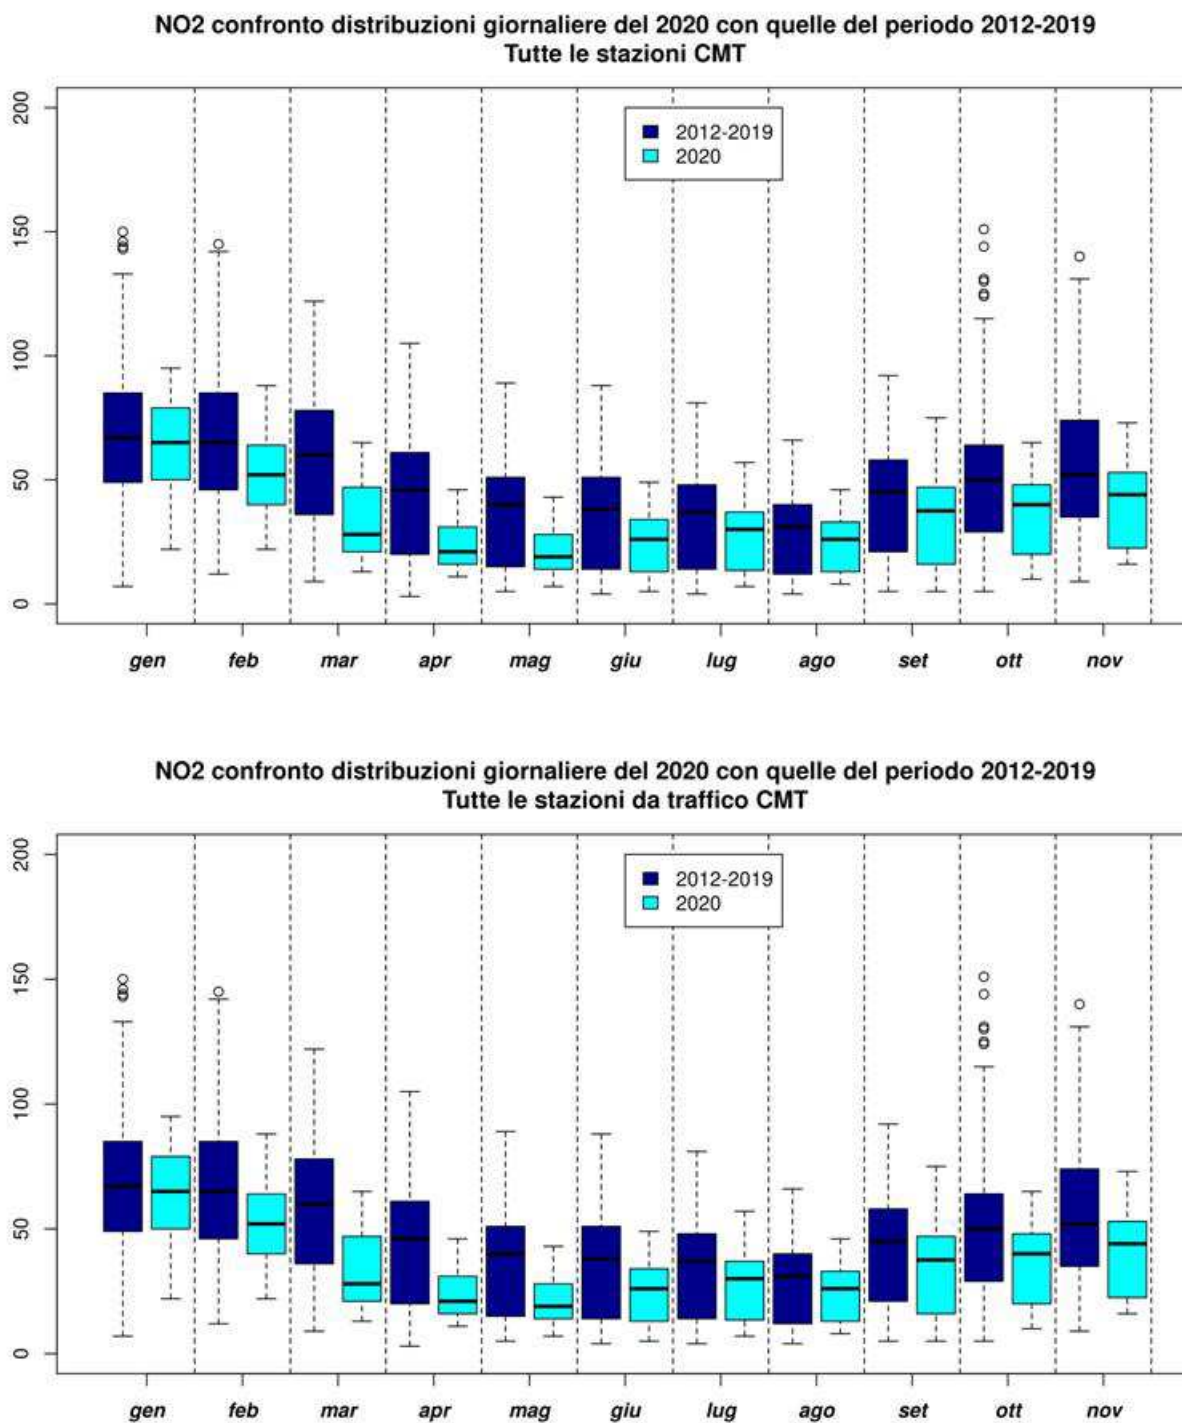 NO2 confronto distribuzioni giornaliere del 2020 con quelle del periodo 2012-2019
Tutte le stazioni CMT
200
150
100
50
0
2012-2019
2020
gen feb mar apr mag giu lug ago set ott nov
NO2 confronto distribuzioni giornaliere del 2020 con quelle del periodo 2012-2019
Tutte le stazioni da traffico CMT
200
150
100
50
0
2012-2019
2020
gen feb mar apr mag giu lug ago set ott nov